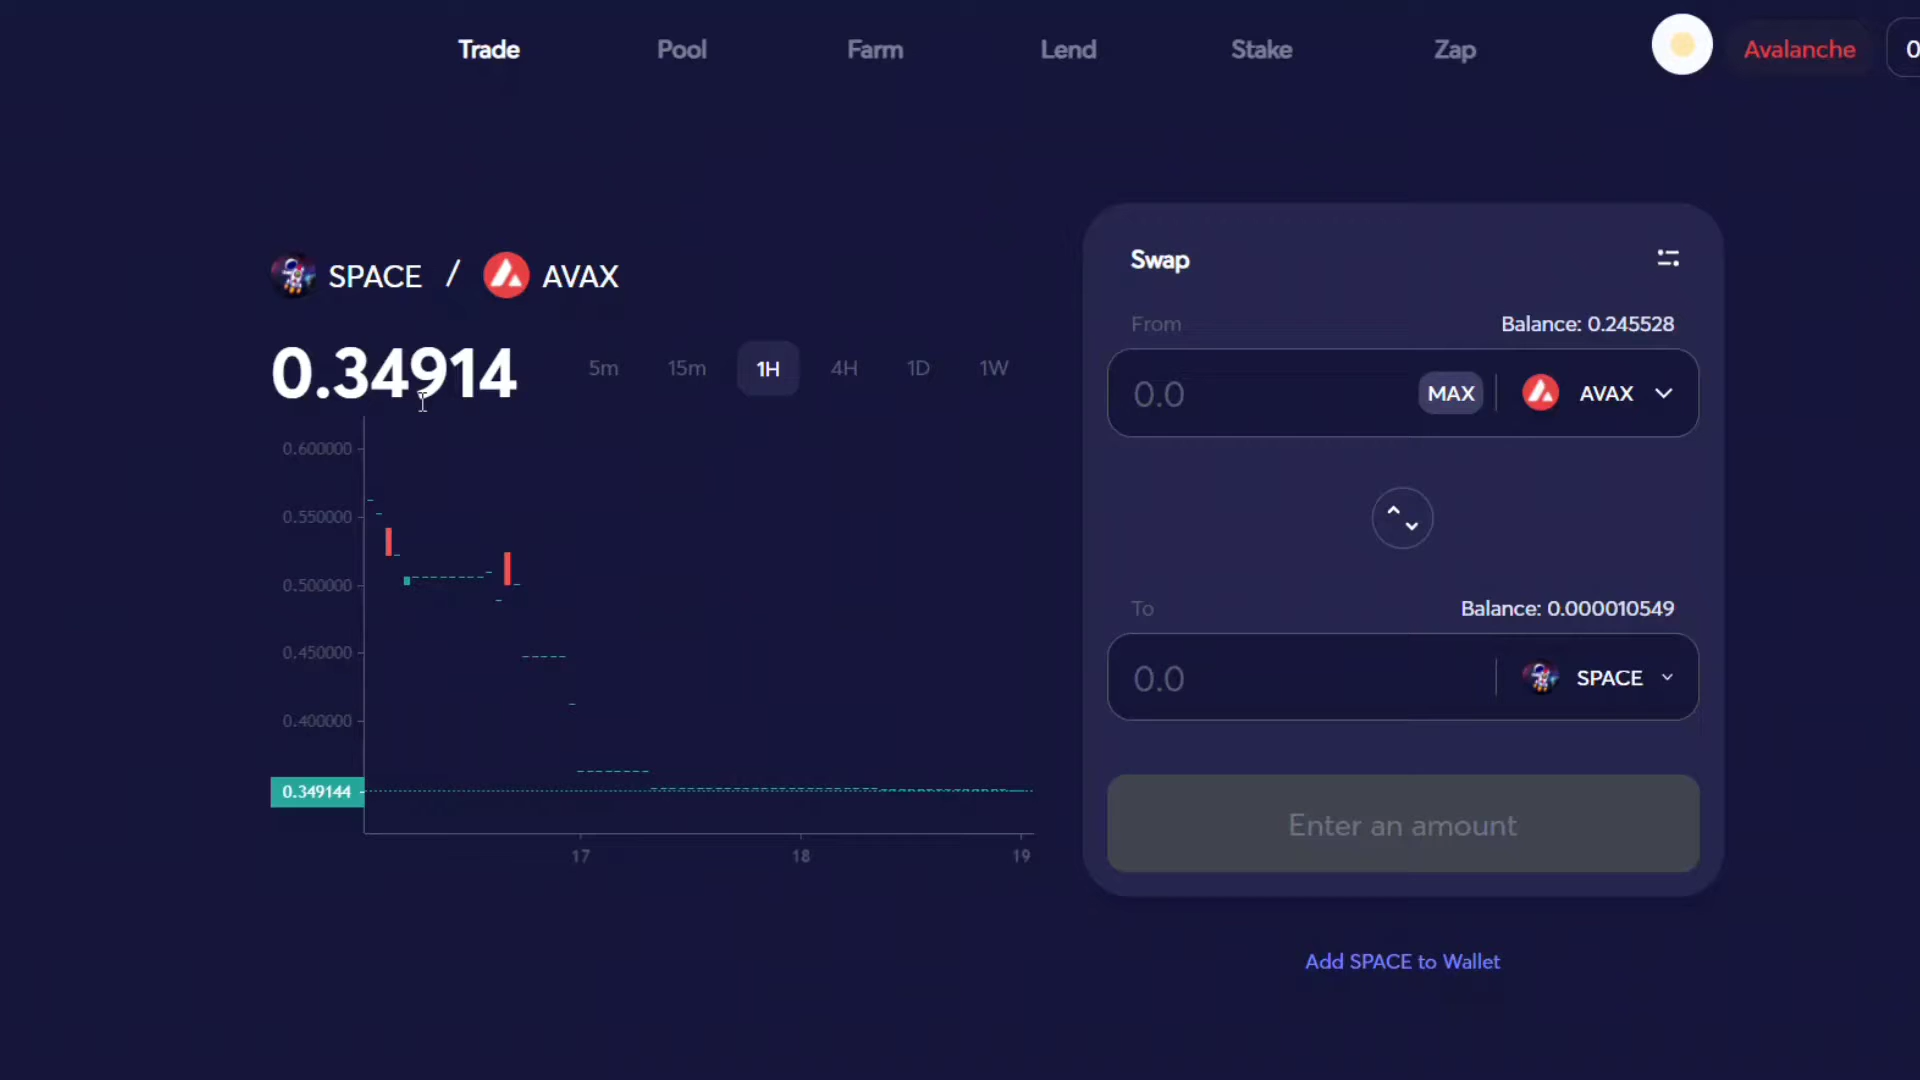 Trade Pool Farm Lend Stake Zap Avalanche 0
SPACE / AVAX
0.34914
5m 15m 1H 4H 1D 1W
0.600000
0.550000
0.500000
0.450000
0.400000
0.349144
17 18 19
Swap
From Balance: 0.245528
0.0 MAX AVAX
To Balance: 0.000010549
0.0 SPACE
Enter an amount
Add SPACE to Wallet